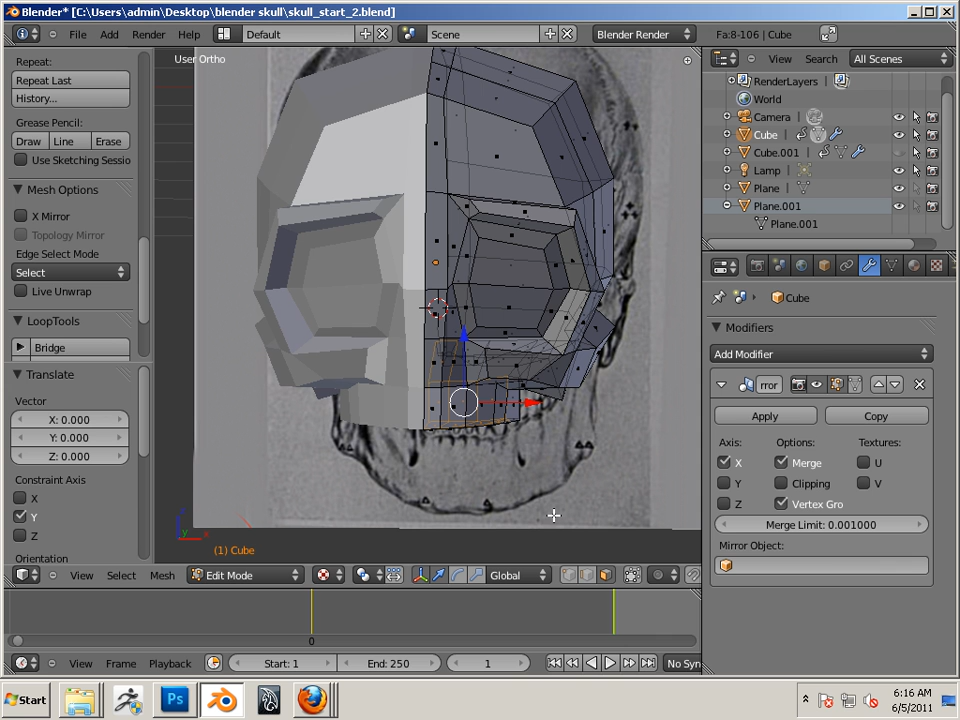 Blender* [C:\Users\admin\Desktop\blender skull\skull_start_2.blend]
File Add Render Help Default Scene Blender Render Fa:8-106 | Cube
Repeat:
Repeat Last
History...
Grease Pencil:
Draw Line Erase
Use Sketching Sessio
Mesh Options
X Mirror
Topology Mirror
Edge Select Mode
Select
Live Unwrap
LoopTools
Bridge
Translate
Vector
X: 0.000
Y: 0.000
Z: 0.000
Constraint Axis
X
Y
Z
Orientation
User Ortho
z
y x
(1) Cube
View Select Mesh Edit Mode Global
0
View Frame Playback Start: 1 End: 250 1 No Syn
View Search All Scenes
RenderLayers
World
Camera
Cube
Cube.001
Lamp
Plane
Plane.001
Plane.001
Cube
Modifiers
Add Modifier
rror
Apply Copy
Axis: Options: Textures:
X Merge U
Y Clipping V
Z Vertex Gro
Merge Limit: 0.001000
Mirror Object:
Start Ps 6:16 AM
6/5/2011